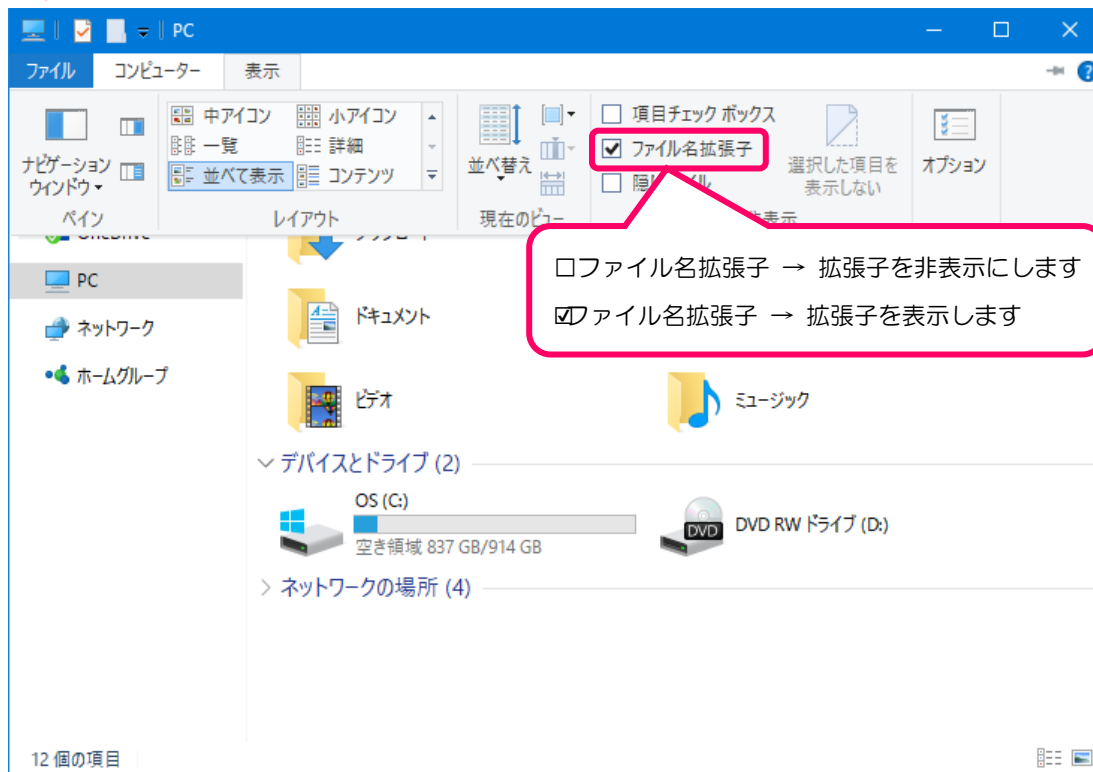 PC
ファイル コンピューター 表示
中アイコン 小アイコン
一覧 詳細
並べて表示 コンテンツ
ナビゲーション
ウィンドウ
並べ替え
項目チェック ボックス
ファイル名拡張子
選択した項目を
表示しない
オプション
ペイン レイアウト 現在のビュー
□ファイル名拡張子 → 拡張子を非表示にします
☑ファイル名拡張子 → 拡張子を表示します
PC
ネットワーク
ホームグループ
ドキュメント
ビデオ ミュージック
デバイスとドライブ (2)
OS (C:)
空き領域 837 GB/914 GB
DVD
DVD RW ドライブ (D:)
ネットワークの場所 (4)
12 個の項目